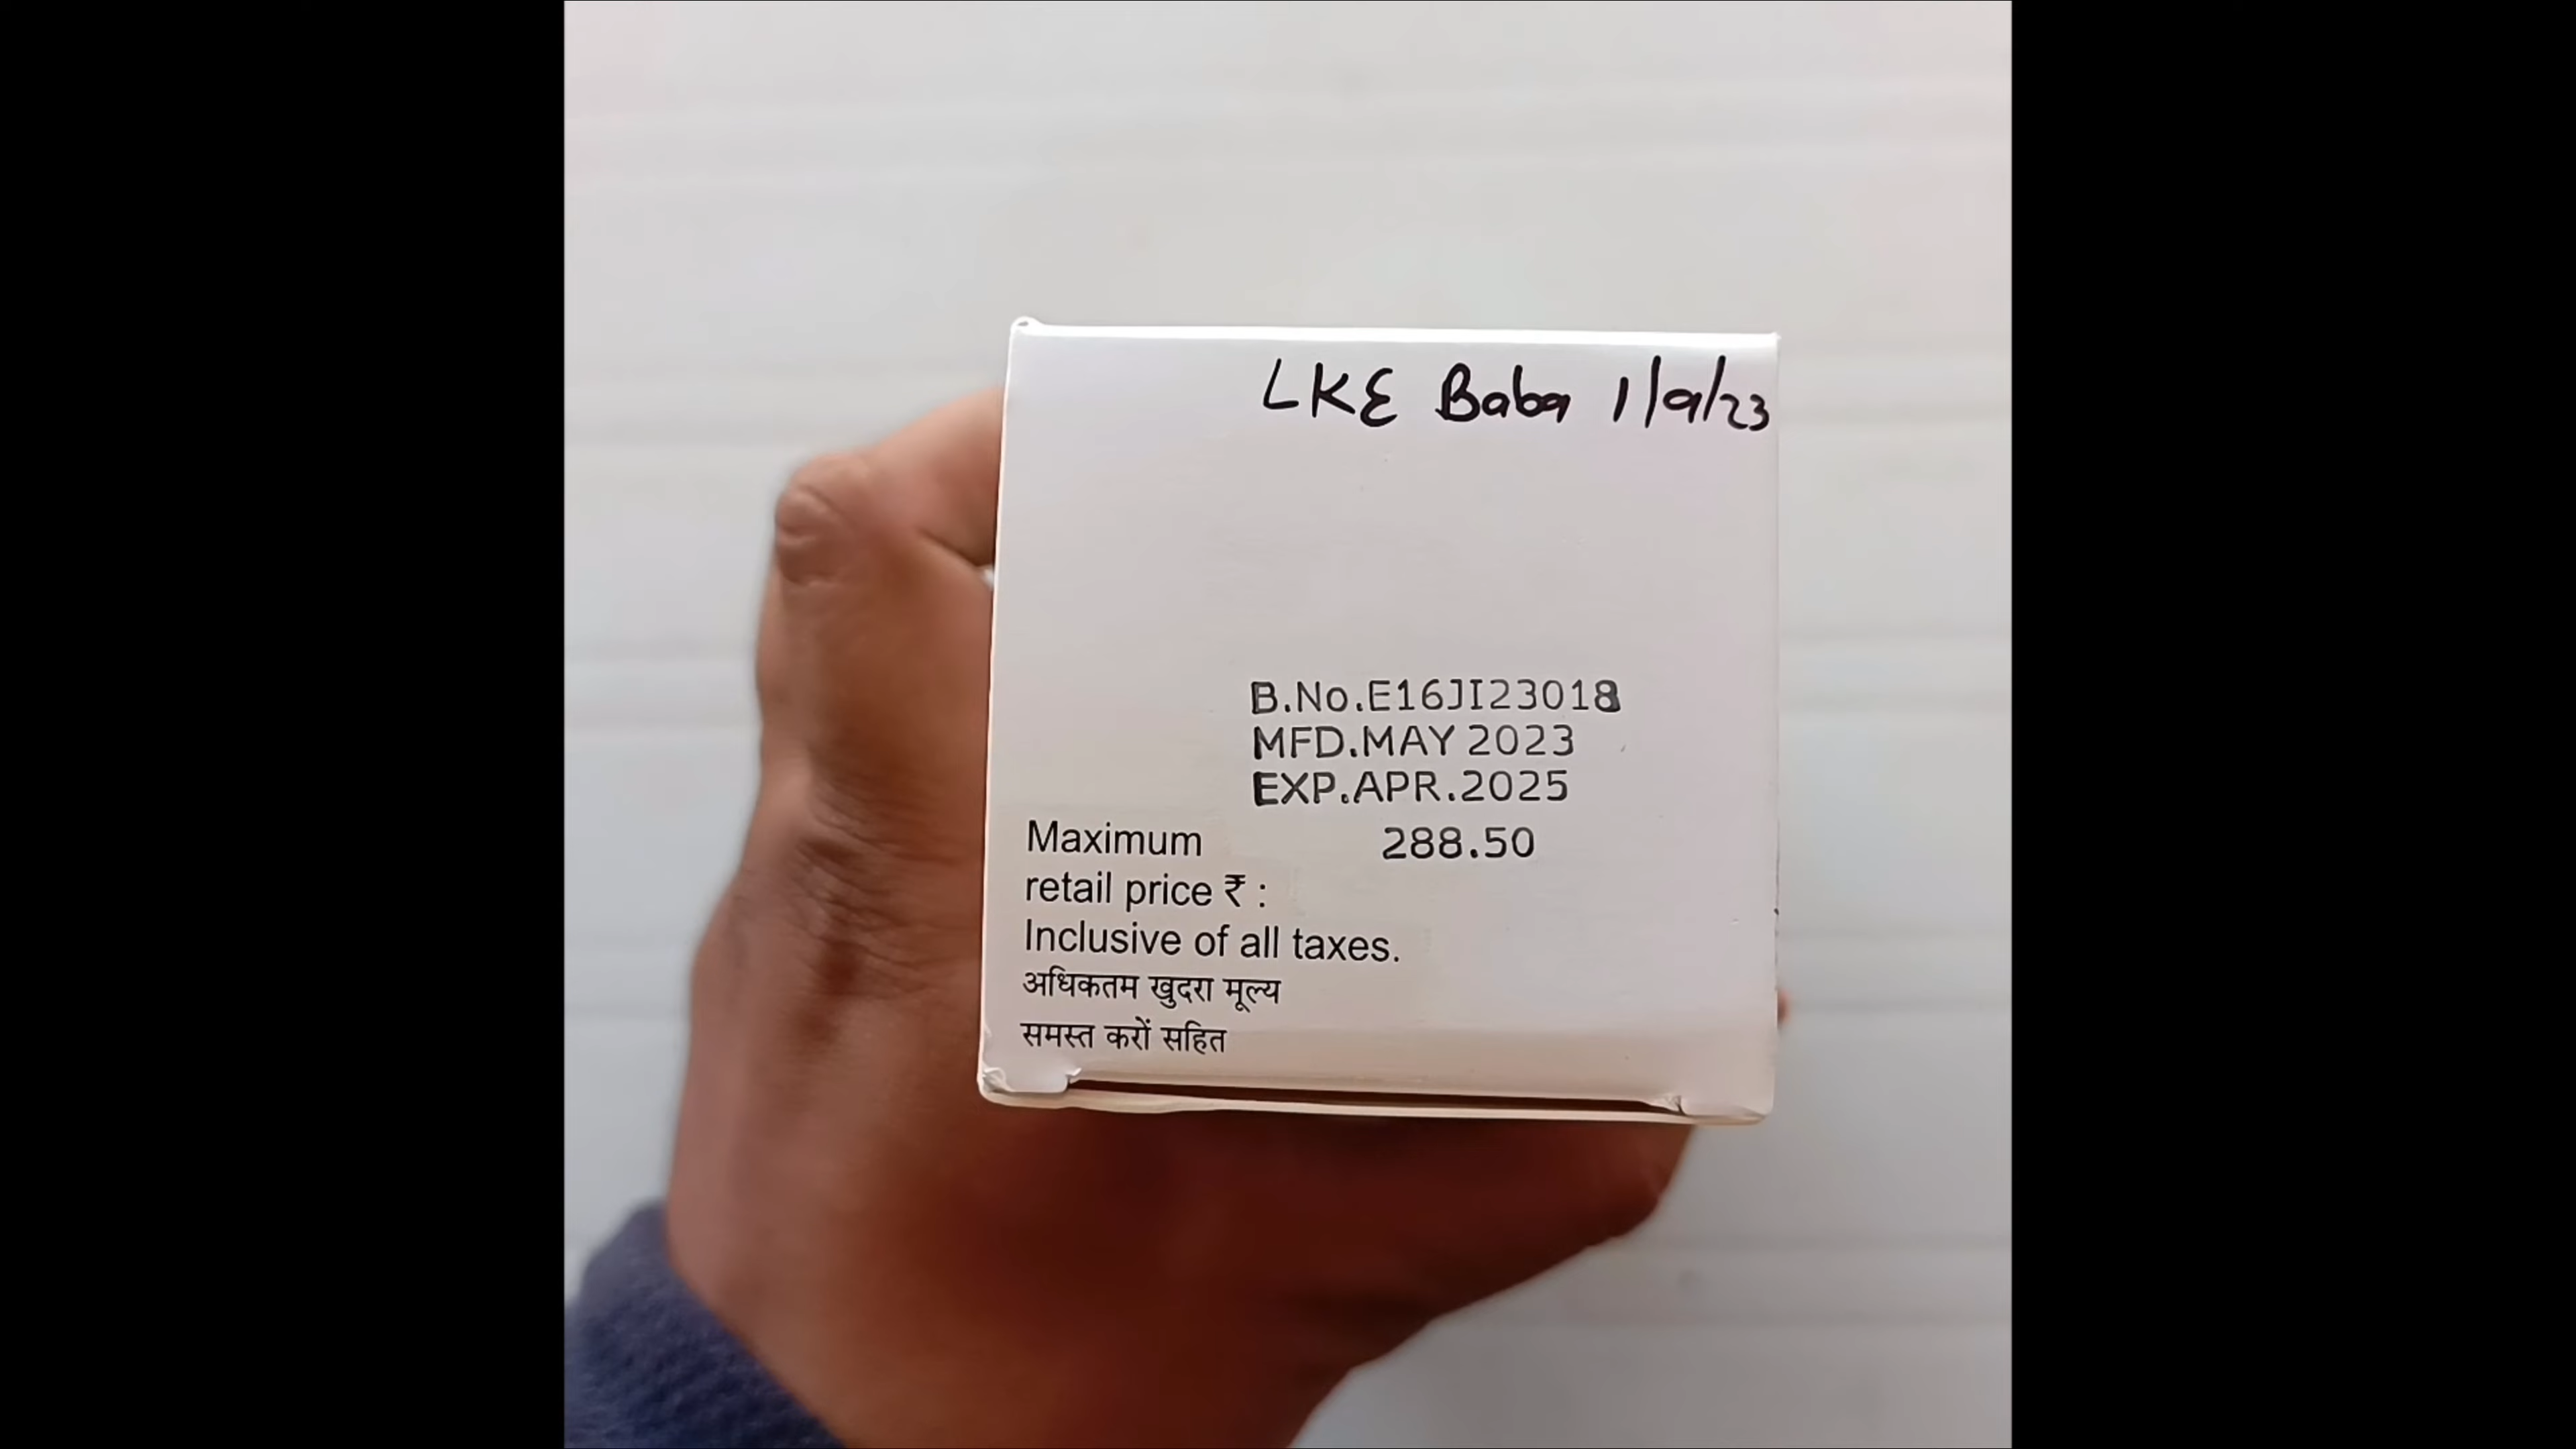 LKE Baba 1/9/23
B.No.E16JI23018
MFD.MAY 2023
EXP.APR.2025
Maximum 288.50
retail price ₹ :
Inclusive of all taxes.
अधिकतम खुदरा मूल्य
समस्त करों सहित